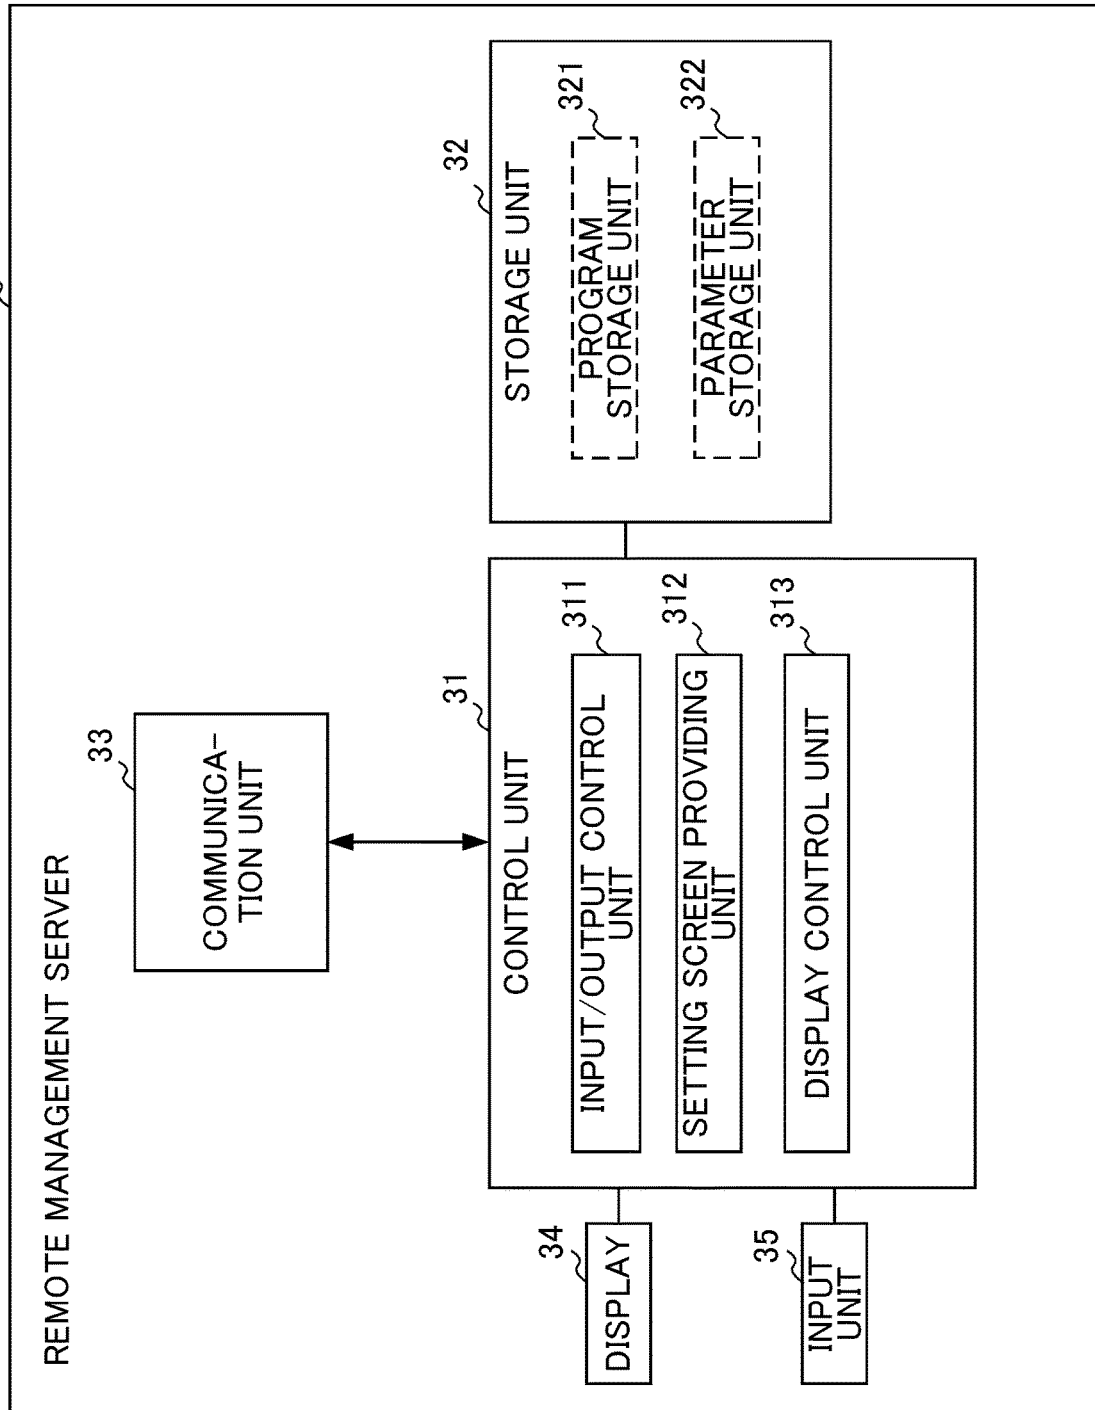 REMOTE MANAGEMENT SERVER
33
COMMUNICA-
TION UNIT
31
CONTROL UNIT
311
INPUT/OUTPUT CONTROL
UNIT
312
SETTING SCREEN PROVIDING
UNIT
313
DISPLAY CONTROL UNIT
32
STORAGE UNIT
321
PROGRAM
STORAGE UNIT
322
PARAMETER
STORAGE UNIT
34
DISPLAY
35
INPUT
UNIT